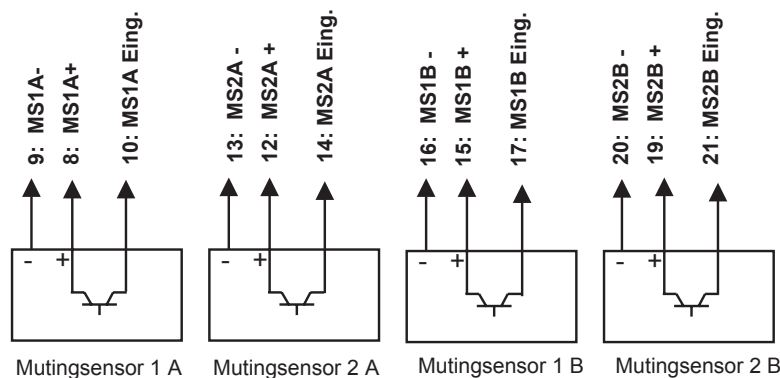 9: MS1A-
8: MS1A+
10: MS1A Eing.
13: MS2A -
12: MS2A +
14: MS2A Eing.
16: MS1B -
15: MS1B +
17: MS1B Eing.
20: MS2B -
19: MS2B +
21: MS2B Eing.
- +
- +
- +
- +
Mutingsensor 1 A
Mutingsensor 2 A
Mutingsensor 1 B
Mutingsensor 2 B